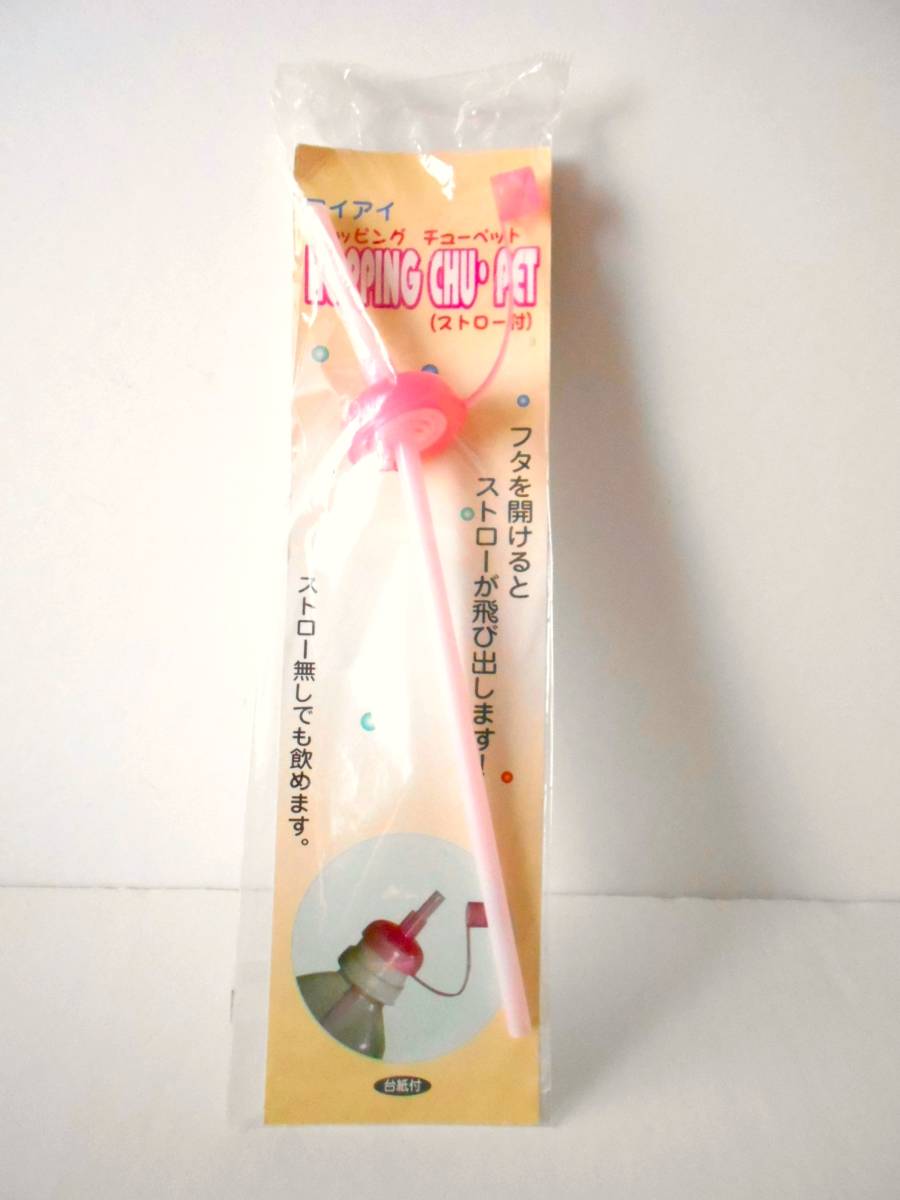 アイアイ
ホッピング チューペット
HOPPING CHU・PET
(ストロー付)
フタを開けると
ストローが飛び出します!
ストロー無しでも飲めます。
台紙付